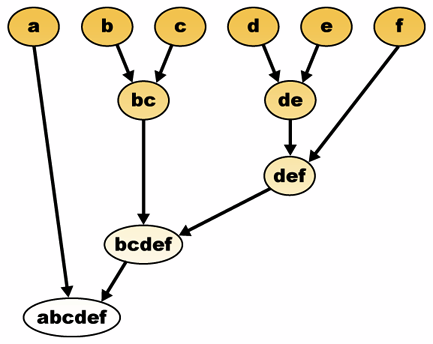 a b c d e f
bc de
def
bcdef
abcdef